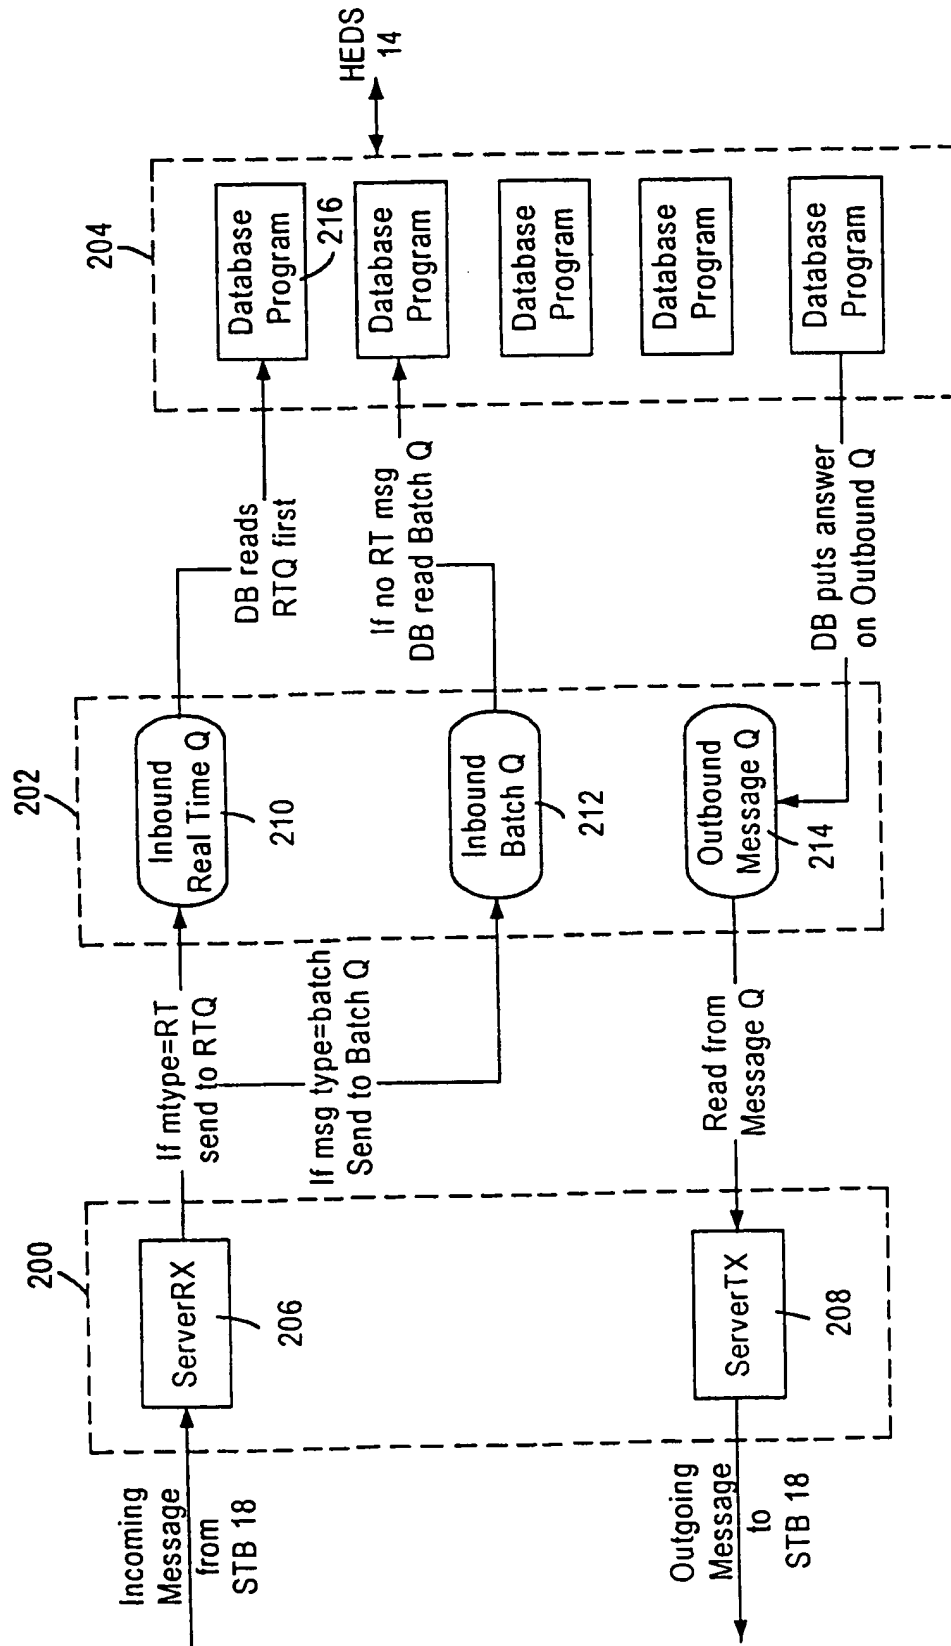 Incoming
Message
from
STB 18
Outgoing
Message
to
STB 18
200
ServerRX
206
ServerTX
208
If mtype=RT
send to RTQ
If msg type=batch
Send to Batch Q
Read from
Message Q
202
Inbound
Real Time Q
210
Inbound
Batch Q
212
Outbound
Message Q
214
DB reads
RTQ first
If no RT msg
DB read Batch Q
DB puts answer
on Outbound Q
204
Database
Program
216
Database
Program
Database
Program
Database
Program
Database
Program
HEDS
14